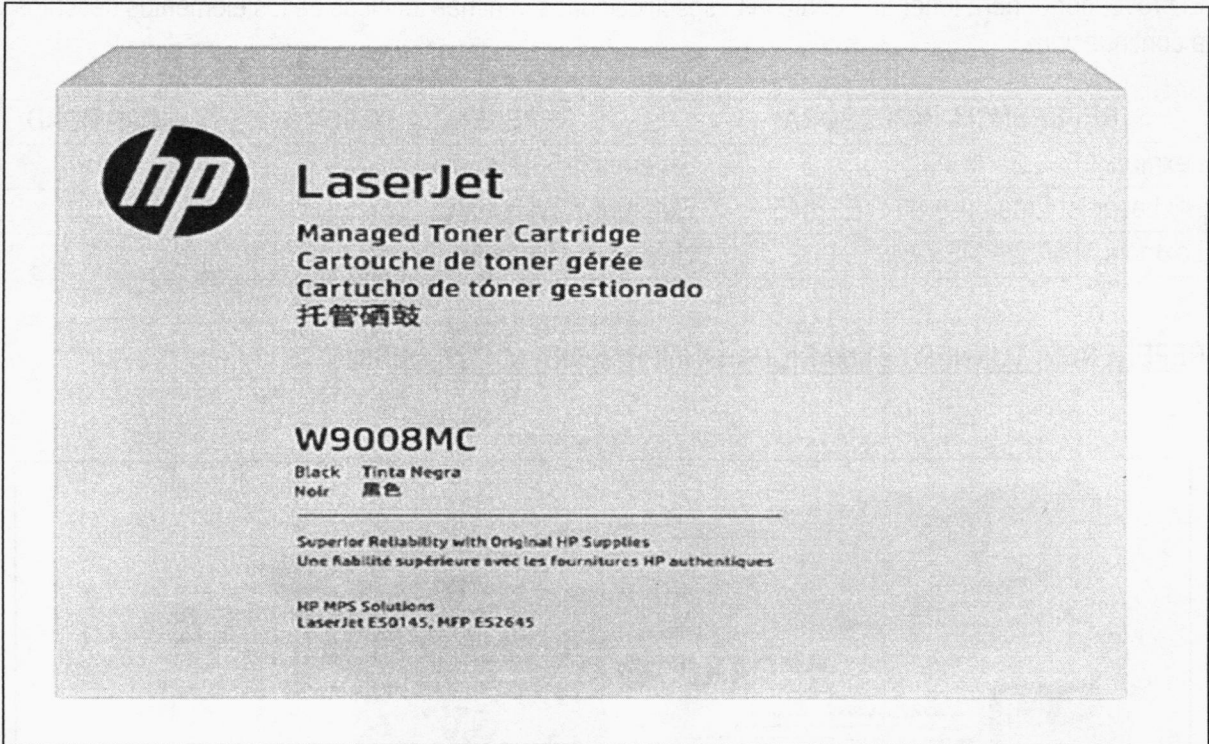 hp
LaserJet
Managed Toner Cartridge
Cartouche de toner gérée
Cartucho de tóner gestionado
托管硒鼓
W9008MC
Black Tinta Negra
Noir 黑色
Superior Reliability with Original HP Supplies
Une fiabilité supérieure avec les fournitures HP authentiques
HP MPS Solutions
LaserJet E50145, MFP E52645